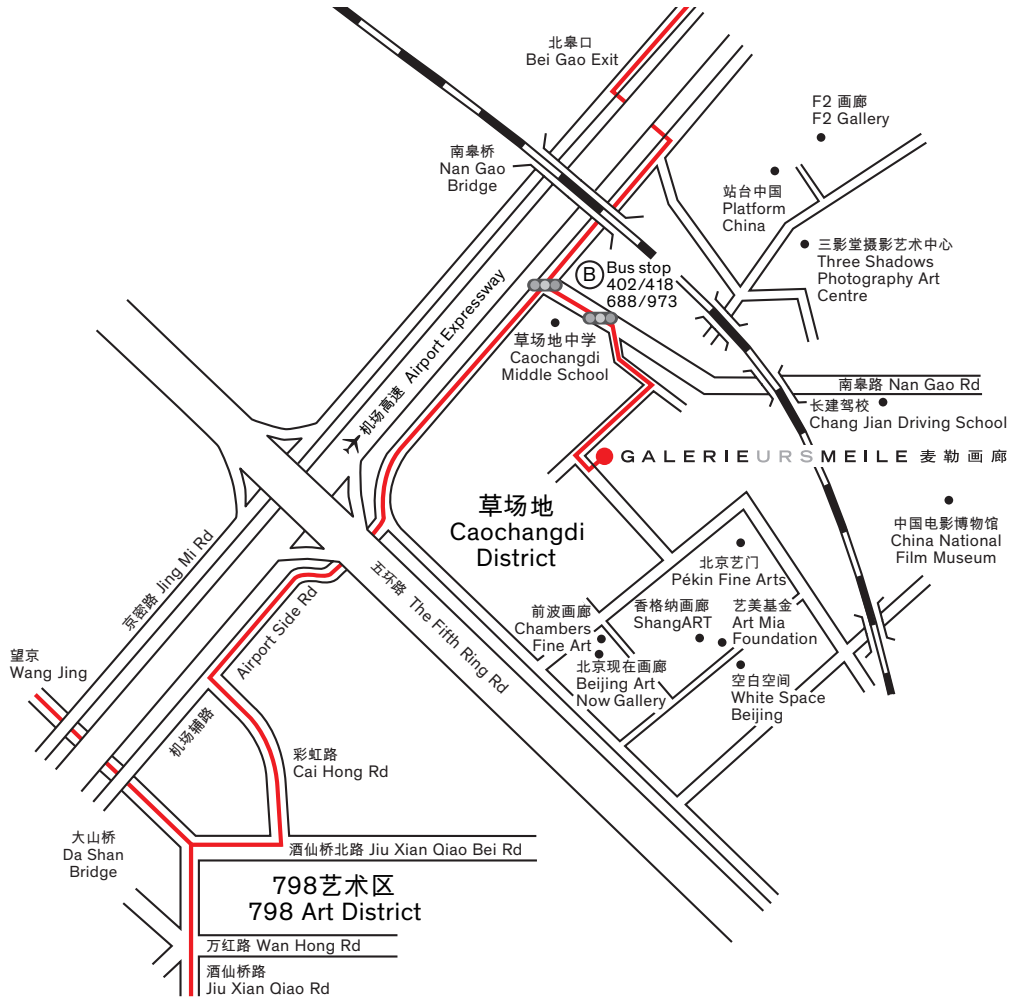 北皋口
Bei Gao Exit
F2 画廊
F2 Gallery
南皋桥
Nan Gao
Bridge
站台中国
Platform
China
三影堂摄影艺术中心
Three Shadows
Photography Art
Centre
B
Bus stop
402/418
688/973
机场高速 Airport Expressway
草场地中学
Caochangdi
Middle School
南皋路 Nan Gao Rd
长建驾校
Chang Jian Driving School
GALERIEURSMEILE 麦勒画廊
草场地
Caochangdi
District
中国电影博物馆
China National
Film Museum
京密路 Jing Mi Rd
五环路 The Fifth Ring Rd
北京艺门
Pékin Fine Arts
前波画廊
Chambers
Fine Art
香格纳画廊
ShangART
艺美基金
Art Mia
Foundation
望京
Wang Jing
Airport Side Rd
机场辅路
北京现在画廊
Beijing Art
Now Gallery
空白空间
White Space
Beijing
彩虹路
Cai Hong Rd
大山桥
Da Shan
Bridge
酒仙桥北路 Jiu Xian Qiao Bei Rd
798艺术区
798 Art District
万红路 Wan Hong Rd
酒仙桥路
Jiu Xian Qiao Rd